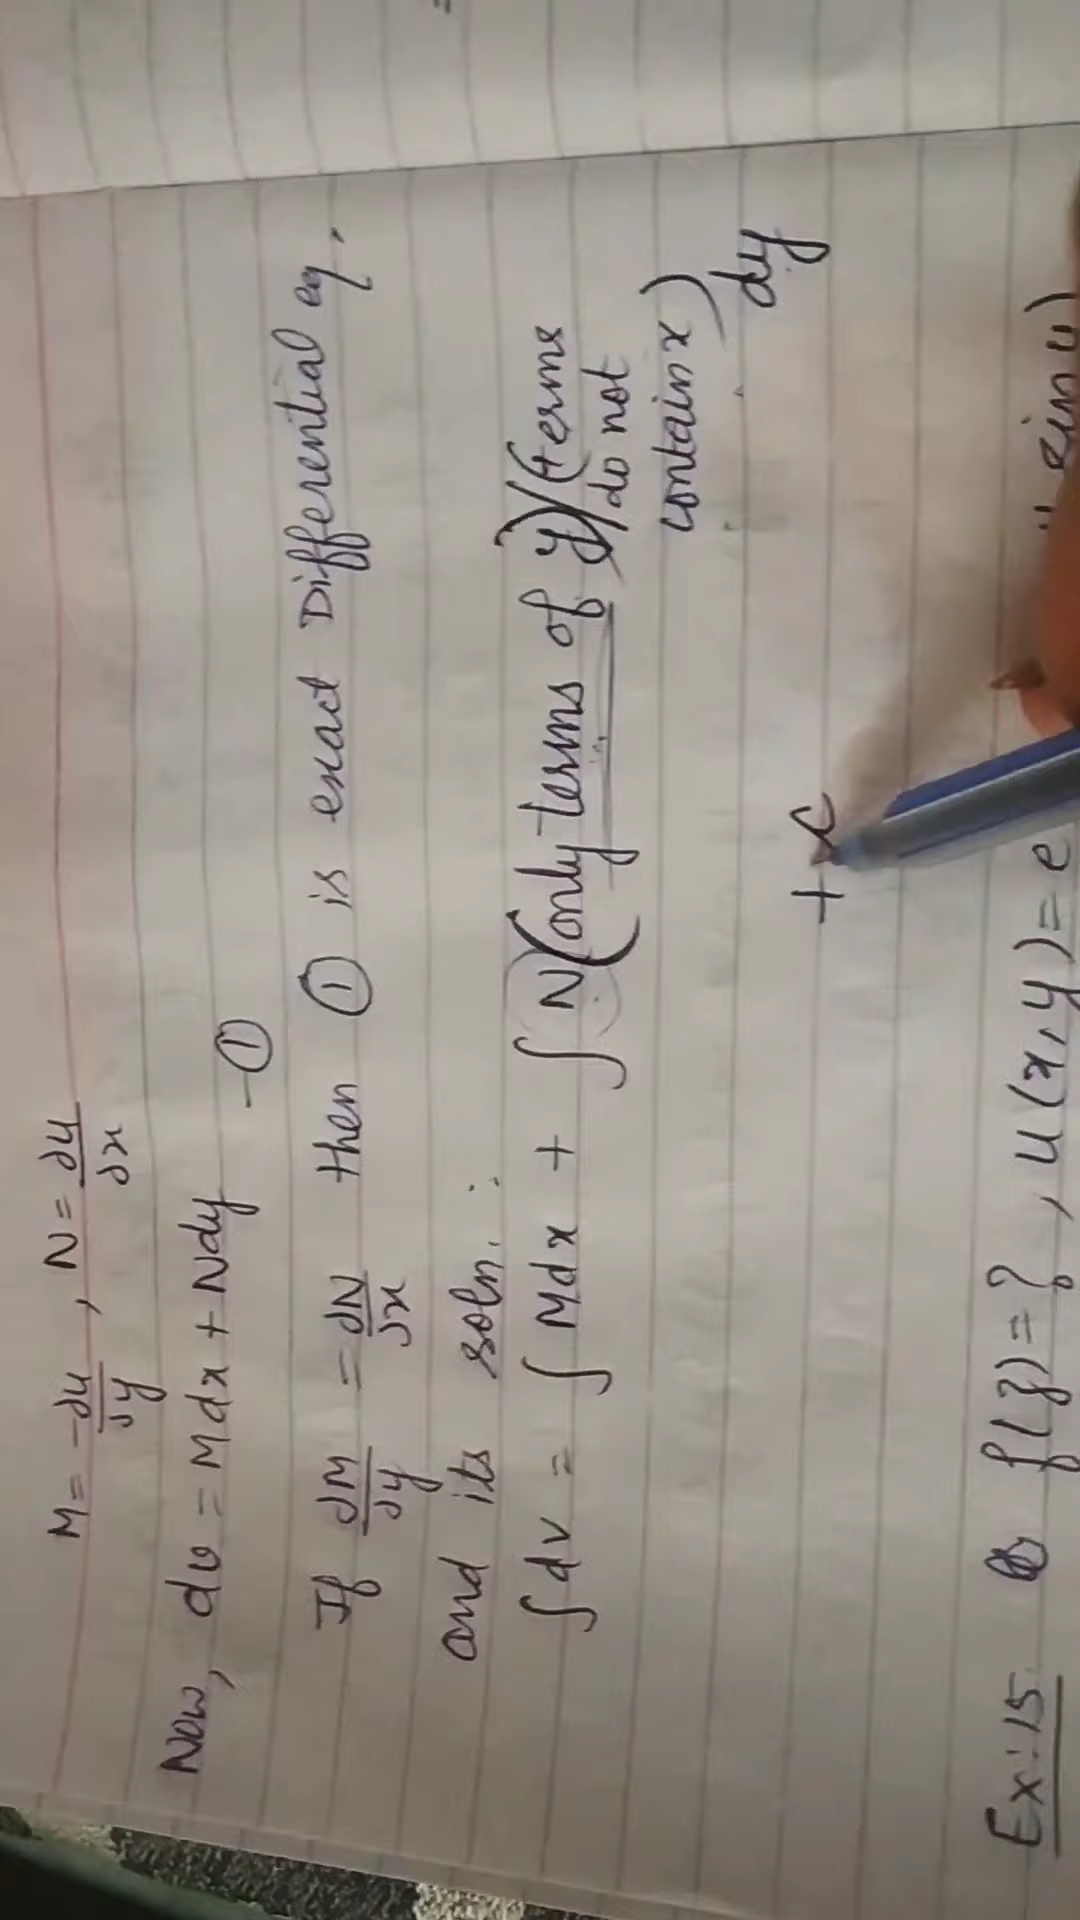 M = -∂u/∂y , N = ∂u/∂x
Now, dv = Mdx + Ndy —①
If ∂M/∂y = ∂N/∂x then ① is exact Differential eq.
and its soln. :
∫dv = ∫Mdx + ∫N(only terms of y)/(terms
do not
contain x)
dy
+ c
Ex:15. f(z)=? , u(x,y) = e